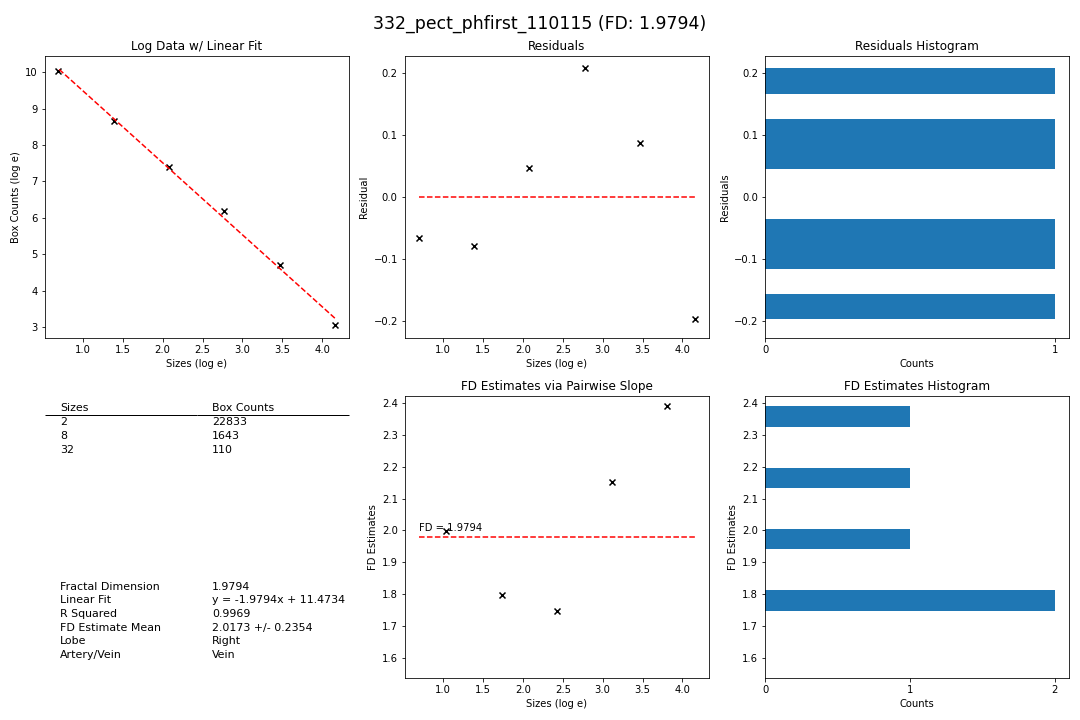 332_pect_phfirst_110115 (FD: 1.9794)
Log Data w/ Linear Fit
Box Counts (log e)
10
9
8
7
6
5
4
3
1.0 1.5 2.0 2.5 3.0 3.5 4.0
Sizes (log e)
Residuals
Residual
0.2
0.1
0.0
−0.1
−0.2
1.0 1.5 2.0 2.5 3.0 3.5 4.0
Sizes (log e)
Residuals Histogram
Residuals
0.2
0.1
0.0
−0.1
−0.2
0 1
Counts
Sizes Box Counts
2 22833
8 1643
32 110
Fractal Dimension 1.9794
Linear Fit y = -1.9794x + 11.4734
R Squared 0.9969
FD Estimate Mean 2.0173 +/- 0.2354
Lobe Right
Artery/Vein Vein
FD Estimates via Pairwise Slope
FD Estimates
2.4
2.3
2.2
2.1
2.0
1.9
1.8
1.7
1.6
FD = 1.9794
1.0 1.5 2.0 2.5 3.0 3.5 4.0
Sizes (log e)
FD Estimates Histogram
FD Estimates
2.4
2.3
2.2
2.1
2.0
1.9
1.8
1.7
1.6
0 1 2
Counts